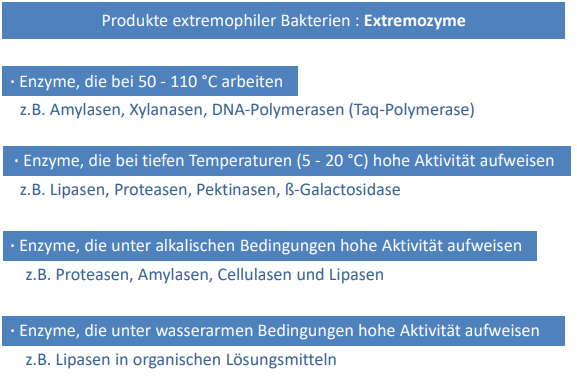 Produkte extremophiler Bakterien : Extremozyme
· Enzyme, die bei 50 - 110 °C arbeiten
z.B. Amylasen, Xylanasen, DNA-Polymerasen (Taq-Polymerase)
· Enzyme, die bei tiefen Temperaturen (5 - 20 °C) hohe Aktivität aufweisen
z.B. Lipasen, Proteasen, Pektinasen, ß-Galactosidase
· Enzyme, die unter alkalischen Bedingungen hohe Aktivität aufweisen
z.B. Proteasen, Amylasen, Cellulasen und Lipasen
· Enzyme, die unter wasserarmen Bedingungen hohe Aktivität aufweisen
z.B. Lipasen in organischen Lösungsmitteln